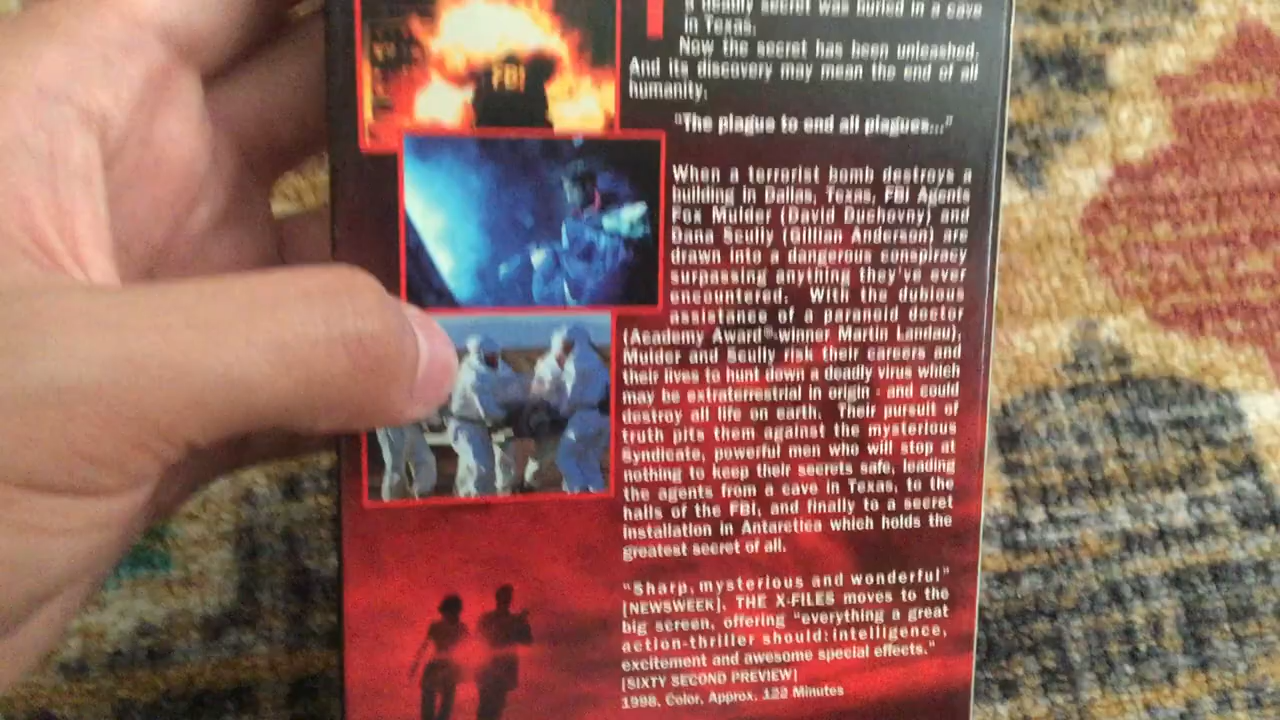 a deadly secret was buried in a cave
in Texas.
Now the secret has been unleashed.
And its discovery may mean the end of all
humanity.
"The plague to end all plagues..."
FBI
When a terrorist bomb destroys a
building in Dallas, Texas, FBI Agents
Fox Mulder (David Duchovny) and
Dana Scully (Gillian Anderson) are
drawn into a dangerous conspiracy
surpassing anything they've ever
encountered. With the dubious
assistance of a paranoid doctor
(Academy Award®-winner Martin Landau),
Mulder and Scully risk their careers and
their lives to hunt down a deadly virus which
may be extraterrestrial in origin - and could
destroy all life on earth. Their pursuit of
truth pits them against the mysterious
Syndicate, powerful men who will stop at
nothing to keep their secrets safe, leading
the agents from a cave in Texas, to the
halls of the FBI, and finally to a secret
installation in Antarctica which holds the
greatest secret of all.
"Sharp, mysterious and wonderful"
[NEWSWEEK], THE X-FILES moves to the
big screen, offering "everything a great
action-thriller should: intelligence,
excitement and awesome special effects."
[SIXTY SECOND PREVIEW]
1998, Color, Approx. 122 Minutes